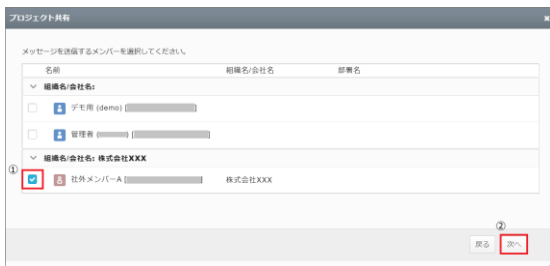 プロジェクト共有
メッセージを送信するメンバーを選択してください。
名前 組織名/会社名 部署名
組織名/会社名:
デモ用 (demo) [ ]
管理者 ( ) [ ]
組織名/会社名: 株式会社XXX
① 社外メンバーA [ ] 株式会社XXX
②
戻る 次へ